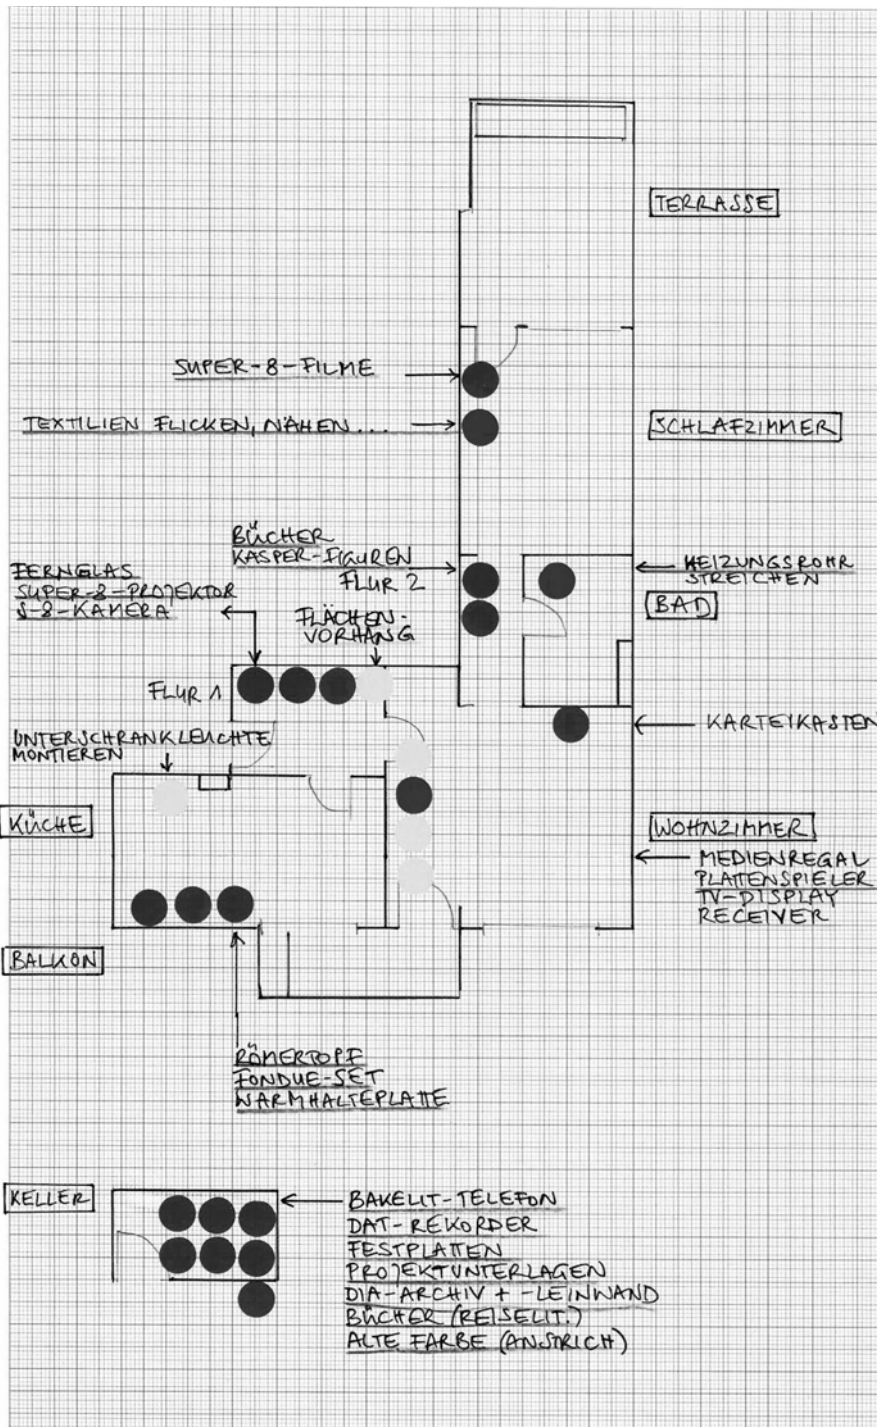 TERRASSE
SUPER-8-FILME
TEXTILIEN FLICKEN, NÄHEN...
SCHLAFZIMMER
BÜCHER
KASPER-FIGUREN
FLUR 2
HEIZUNGSROHR
STREICHEN
BAD
FERNGLAS
SUPER-8-PROJEKTOR
S-8-KAMERA
FLÄCHEN-
VORHANG
FLUR 1
KARTEIKASTEN
UNTERSCHRANKLEUCHTE
MONTIEREN
KÜCHE
WOHNZIMMER
MEDIENREGAL
PLATTENSPIELER
TV-DISPLAY
RECEIVER
BALKON
RÖMERTOPF
FONDUE-SET
WARMHALTEPLATTE
KELLER
BAKELIT-TELEFON
DAT-REKORDER
FESTPLATTEN
PROJEKTUNTERLAGEN
DIA-ARCHIV + -LEINWAND
BÜCHER (REISELIT.)
ALTE FARBE (ANSTRICH)